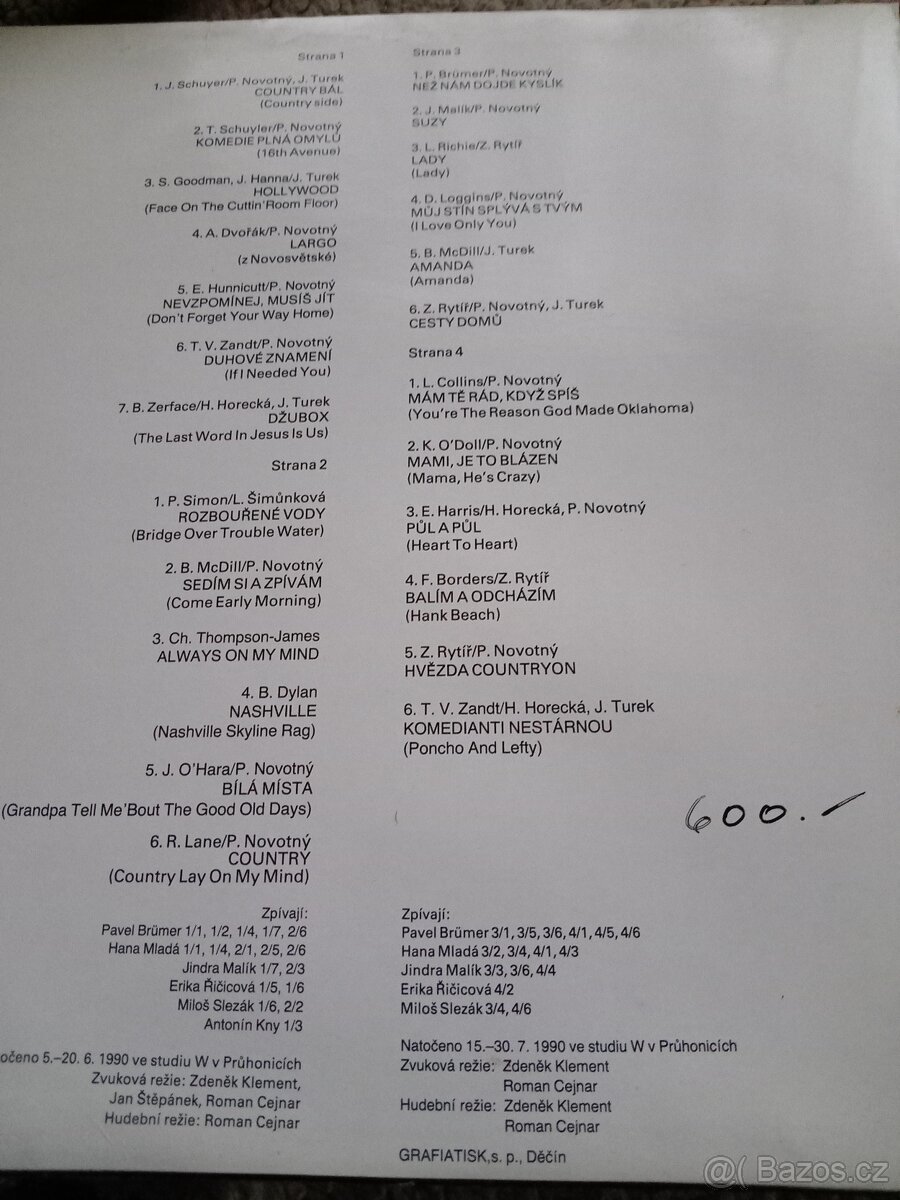 Strana 1
1. J. Schuyer/P. Novotný, J. Turek
COUNTRY BÁL
(Country side)
2. T. Schuyler/P. Novotný
KOMEDIE PLNÁ OMYLŮ
(16th Avenue)
3. S. Goodman, J. Hanna/J. Turek
HOLLYWOOD
(Face On The Cuttin'Room Floor)
4. A. Dvořák/P. Novotný
LARGO
(z Novosvětské)
5. E. Hunnicutt/P. Novotný
NEVZPOMÍNEJ, MUSÍŠ JÍT
(Don't Forget Your Way Home)
6. T. V. Zandt/P. Novotný
DUHOVÉ ZNAMENÍ
(If I Needed You)
7. B. Zerface/H. Horecká, J. Turek
DŽUBOX
(The Last Word In Jesus Is Us)
Strana 2
1. P. Simon/L. Šimůnková
ROZBOUŘENÉ VODY
(Bridge Over Trouble Water)
2. B. McDill/P. Novotný
SEDÍM SI A ZPÍVÁM
(Come Early Morning)
3. Ch. Thompson-James
ALWAYS ON MY MIND
4. B. Dylan
NASHVILLE
(Nashville Skyline Rag)
5. J. O'Hara/P. Novotný
BÍLÁ MÍSTA
(Grandpa Tell Me'Bout The Good Old Days)
6. R. Lane/P. Novotný
COUNTRY
(Country Lay On My Mind)
Zpívají:
Pavel Brümer 1/1, 1/2, 1/4, 1/7, 2/6
Hana Mladá 1/1, 1/4, 2/1, 2/5, 2/6
Jindra Malík 1/7, 2/3
Erika Řičicová 1/5, 1/6
Miloš Slezák 1/6, 2/2
Antonín Kny 1/3
očeno 5.–20. 6. 1990 ve studiu W v Průhonicích
Zvuková režie: Zdeněk Klement,
Jan Štěpánek, Roman Cejnar
Hudební režie: Roman Cejnar
Strana 3
1. P. Brümer/P. Novotný
NEŽ NÁM DOJDE KYSLÍK
2. J. Malík/P. Novotný
SUZY
3. L. Richie/Z. Rytíř
LADY
(Lady)
4. D. Loggins/P. Novotný
MŮJ STÍN SPLÝVÁ S TVÝM
(I Love Only You)
5. B. McDill/J. Turek
AMANDA
(Amanda)
6. Z. Rytíř/P. Novotný, J. Turek
CESTY DOMŮ
Strana 4
1. L. Collins/P. Novotný
MÁM TĚ RÁD, KDYŽ SPÍŠ
(You're The Reason God Made Oklahoma)
2. K. O'Doll/P. Novotný
MAMI, JE TO BLÁZEN
(Mama, He's Crazy)
3. E. Harris/H. Horecká, P. Novotný
PŮL A PŮL
(Heart To Heart)
4. F. Borders/Z. Rytíř
BALÍM A ODCHÁZÍM
(Hank Beach)
5. Z. Rytíř/P. Novotný
HVĚZDA COUNTRYON
6. T. V. Zandt/H. Horecká, J. Turek
KOMEDIANTI NESTÁRNOU
(Poncho And Lefty)
600.-
Zpívají:
Pavel Brümer 3/1, 3/5, 3/6, 4/1, 4/5, 4/6
Hana Mladá 3/2, 3/4, 4/1, 4/3
Jindra Malík 3/3, 3/6, 4/4
Erika Řičicová 4/2
Miloš Slezák 3/4, 4/6
Natočeno 15.–30. 7. 1990 ve studiu W v Průhonicích
Zvuková režie: Zdeněk Klement
Roman Cejnar
Hudební režie: Zdeněk Klement
Roman Cejnar
GRAFIATISK, s. p., Děčín
@( Bazos.cz